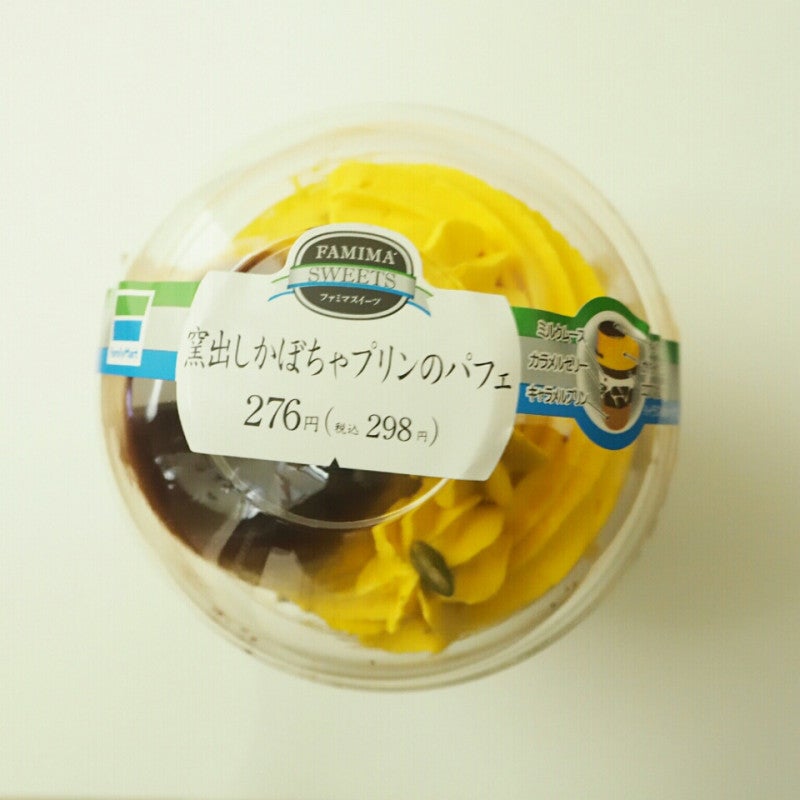 FAMIMA
SWEETS
ファミマスイーツ
FamilyMart
窯出しかぼちゃプリンのパフェ
276円(税込 298円)
ミルクムース
カラメルゼリー
キャラメルプリン